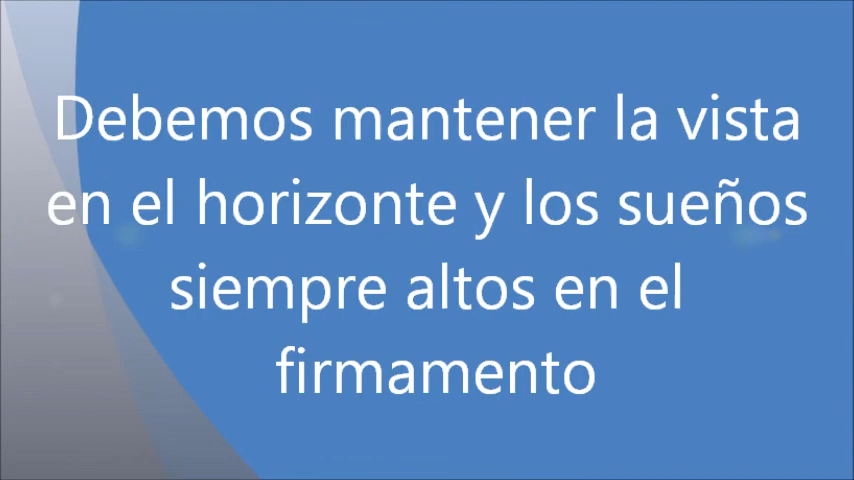 Debemos mantener la vista
en el horizonte y los sueños
siempre altos en el
firmamento